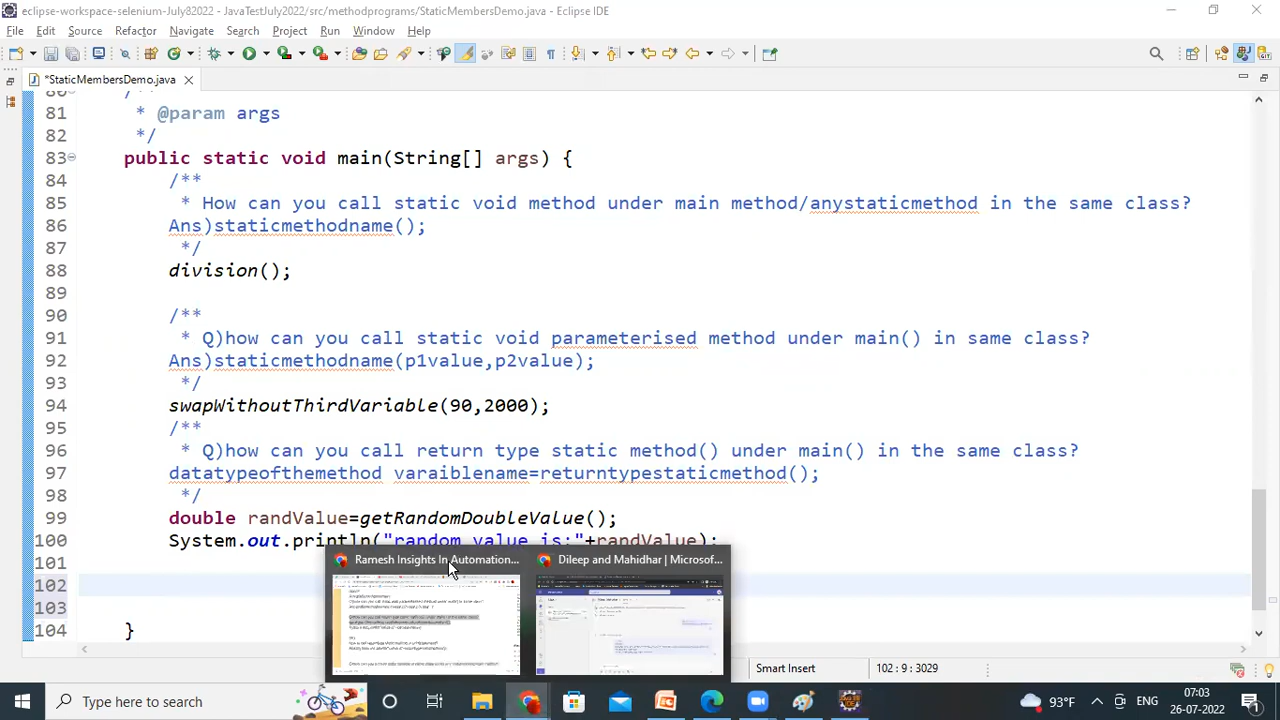 eclipse-workspace-selenium-July82022 - JavaTestJuly2022/src/methodprograms/StaticMembersDemo.java - Eclipse IDE
File Edit Source Refactor Navigate Search Project Run Window Help
*StaticMembersDemo.java
80 /**
81 * @param args
82 */
83 public static void main(String[] args) {
84 /**
85 * How can you call static void method under main method/anystaticmethod in the same class?
86 Ans)staticmethodname();
87 */
88 division();
89
90 /**
91 * Q)how can you call static void parameterised method under main() in same class?
92 Ans)staticmethodname(p1value,p2value);
93 */
94 swapWithoutThirdVariable(90,2000);
95 /**
96 * Q)how can you call return type static method() under main() in the same class?
97 datatypeofthemethod varaiblename=returntypestaticmethod();
98 */
99 double randValue=getRandomDoubleValue();
100 System.out.println("random value is:"+randValue);
101
102
103
104
Ramesh Insights In Automation... Dileep and Mahidhar | Microsof...
Smart Insert 102 : 9 : 3029
Type here to search 93°F ENG 07:03
26-07-2022